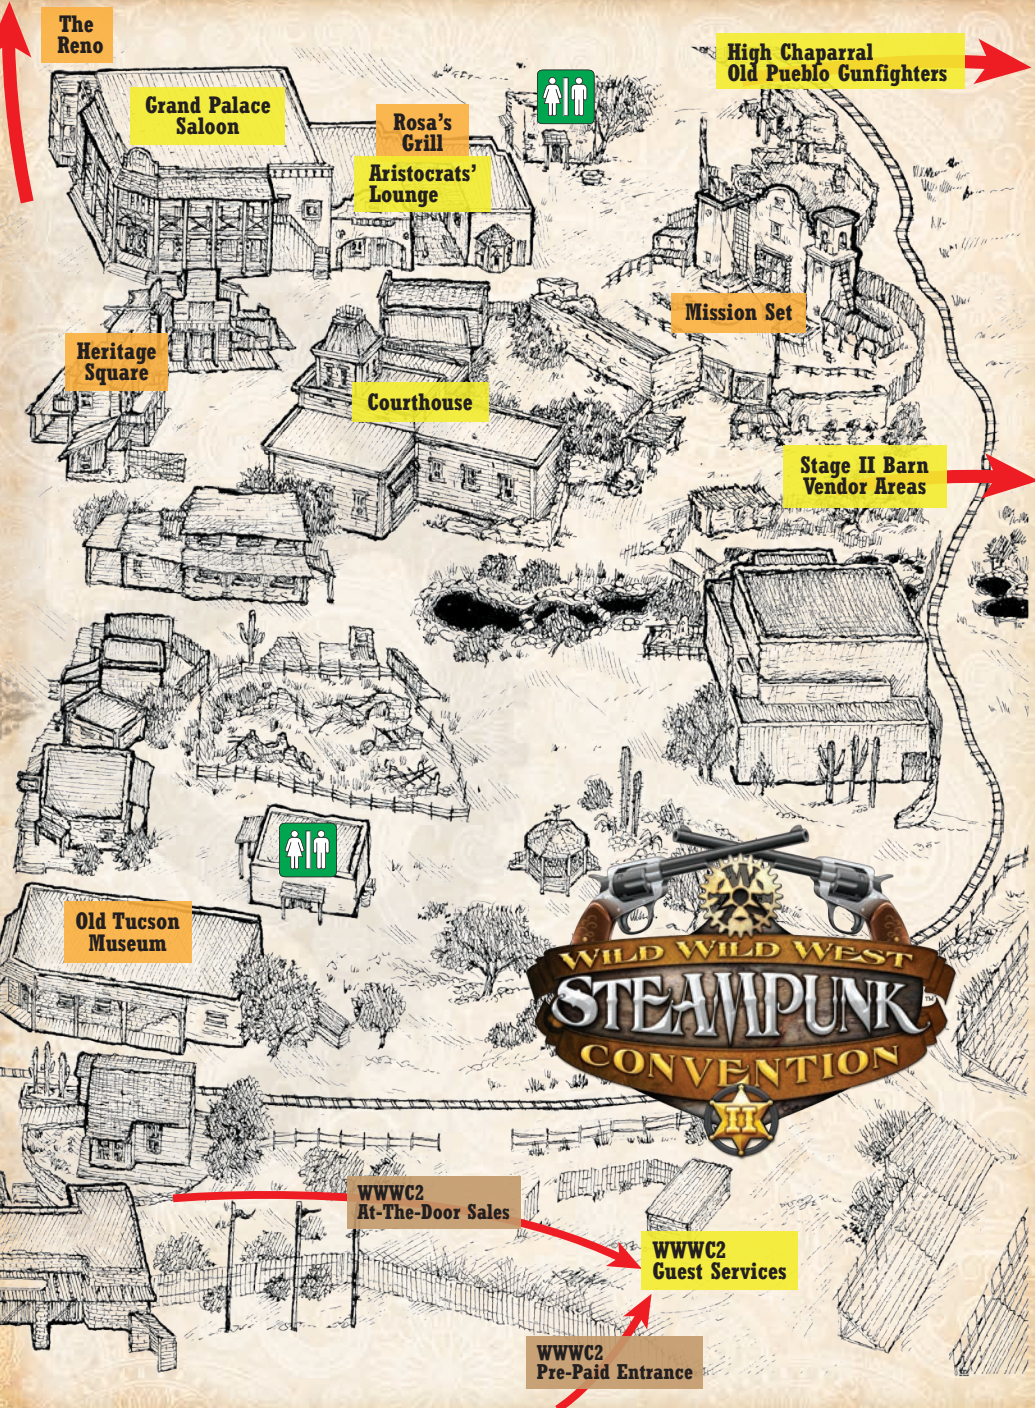 The
Reno
High Chaparral
Old Pueblo Gunfighters
Grand Palace
Saloon
Rosa's
Grill
Aristocrats'
Lounge
Mission Set
Heritage
Square
Courthouse
Stage II Barn
Vendor Areas
Old Tucson
Museum
W
WILD WILD WEST
STEAMPUNK
TM
CONVENTION
II
WWWC2
At-The-Door Sales
WWWC2
Guest Services
WWWC2
Pre-Paid Entrance